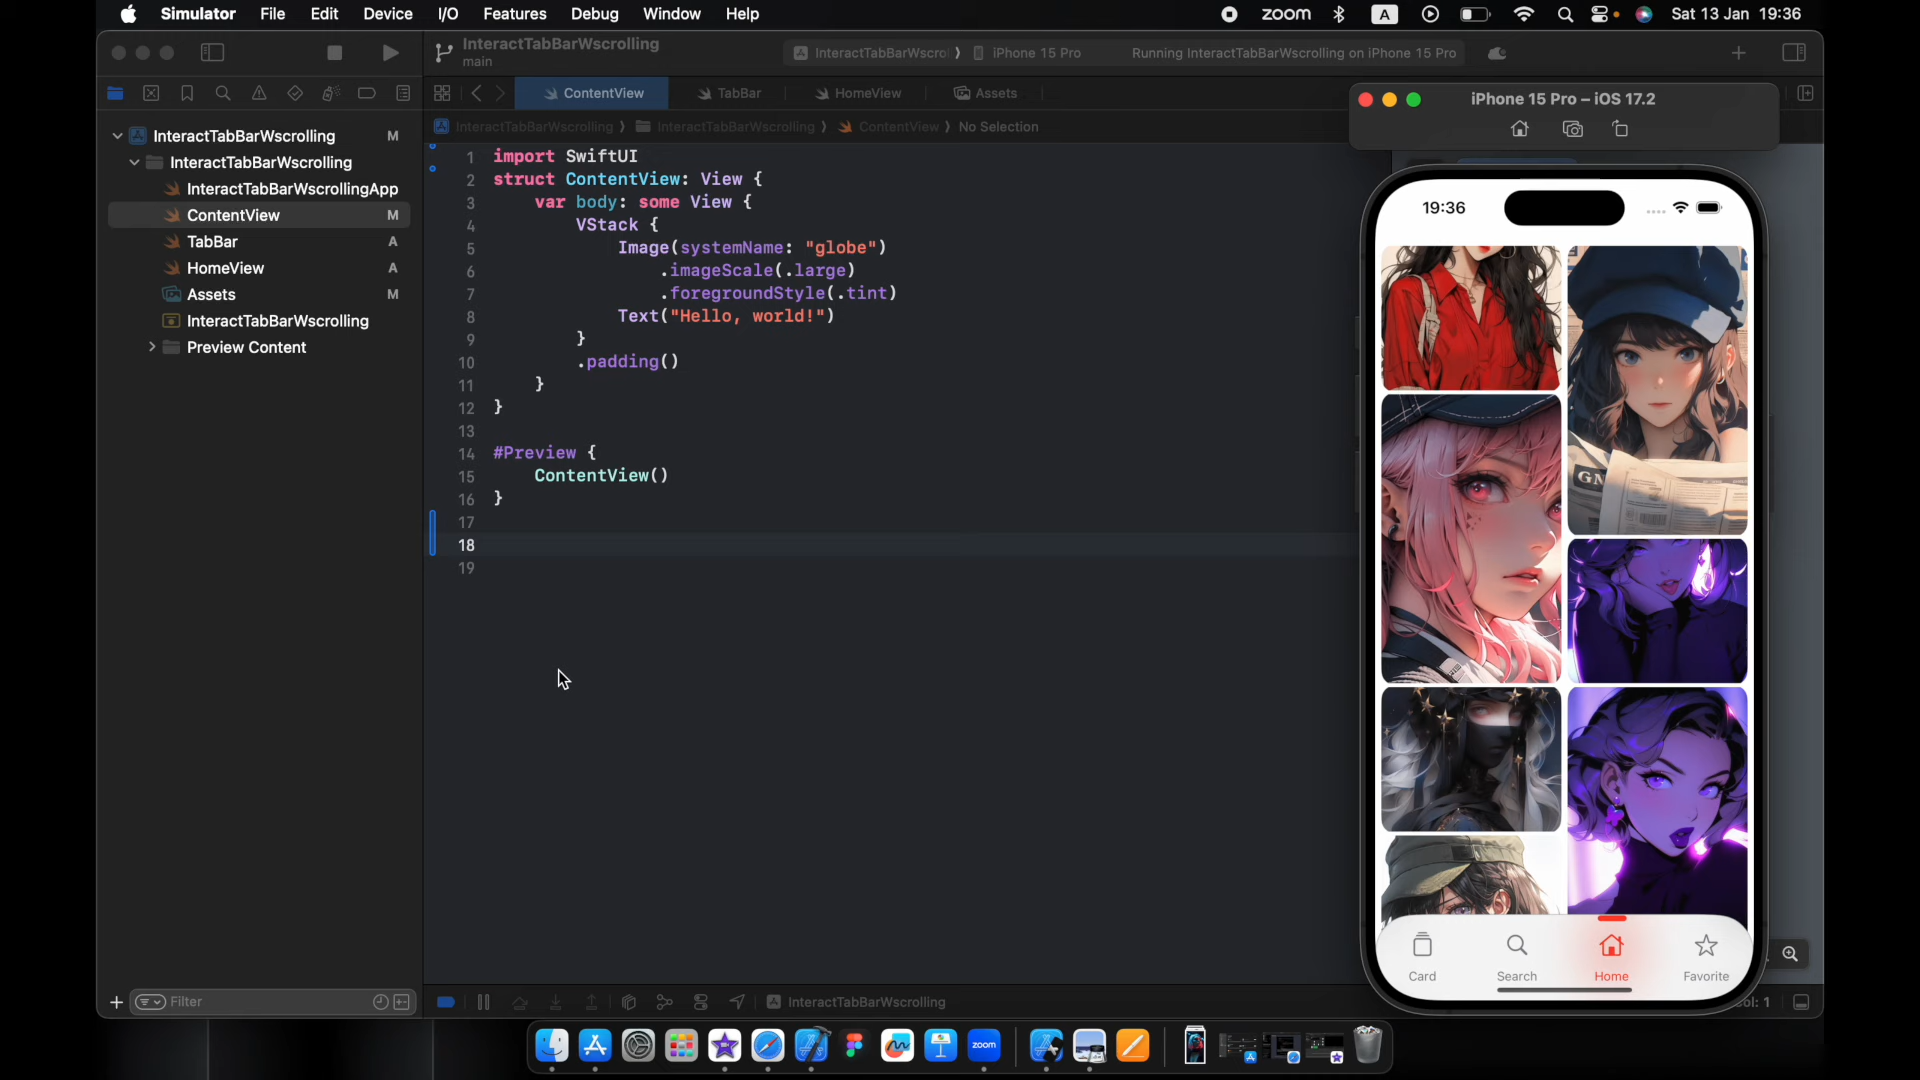 Simulator File Edit Device I/O Features Debug Window Help
zoom A Sat 13 Jan 19:36
InteractTabBarWscrolling
main
InteractTabBarWscrol 〉 iPhone 15 Pro
Running InteractTabBarWscrolling on iPhone 15 Pro
ContentView TabBar HomeView Assets
InteractTabBarWscrolling 〉 InteractTabBarWscrolling 〉 ContentView 〉 No Selection
InteractTabBarWscrolling M
InteractTabBarWscrolling
InteractTabBarWscrollingApp
ContentView M
TabBar A
HomeView A
Assets M
InteractTabBarWscrolling
Preview Content
Filter
1 import SwiftUI
2 struct ContentView: View {
3 var body: some View {
4 VStack {
5 Image(systemName: "globe")
6 .imageScale(.large)
7 .foregroundStyle(.tint)
8 Text("Hello, world!")
9 }
10 .padding()
11 }
12 }
13
14 #Preview {
15 ContentView()
16 }
17
18
19
InteractTabBarWscrolling
iPhone 15 Pro – iOS 17.2
19:36
Card Search Home Favorite
zoom